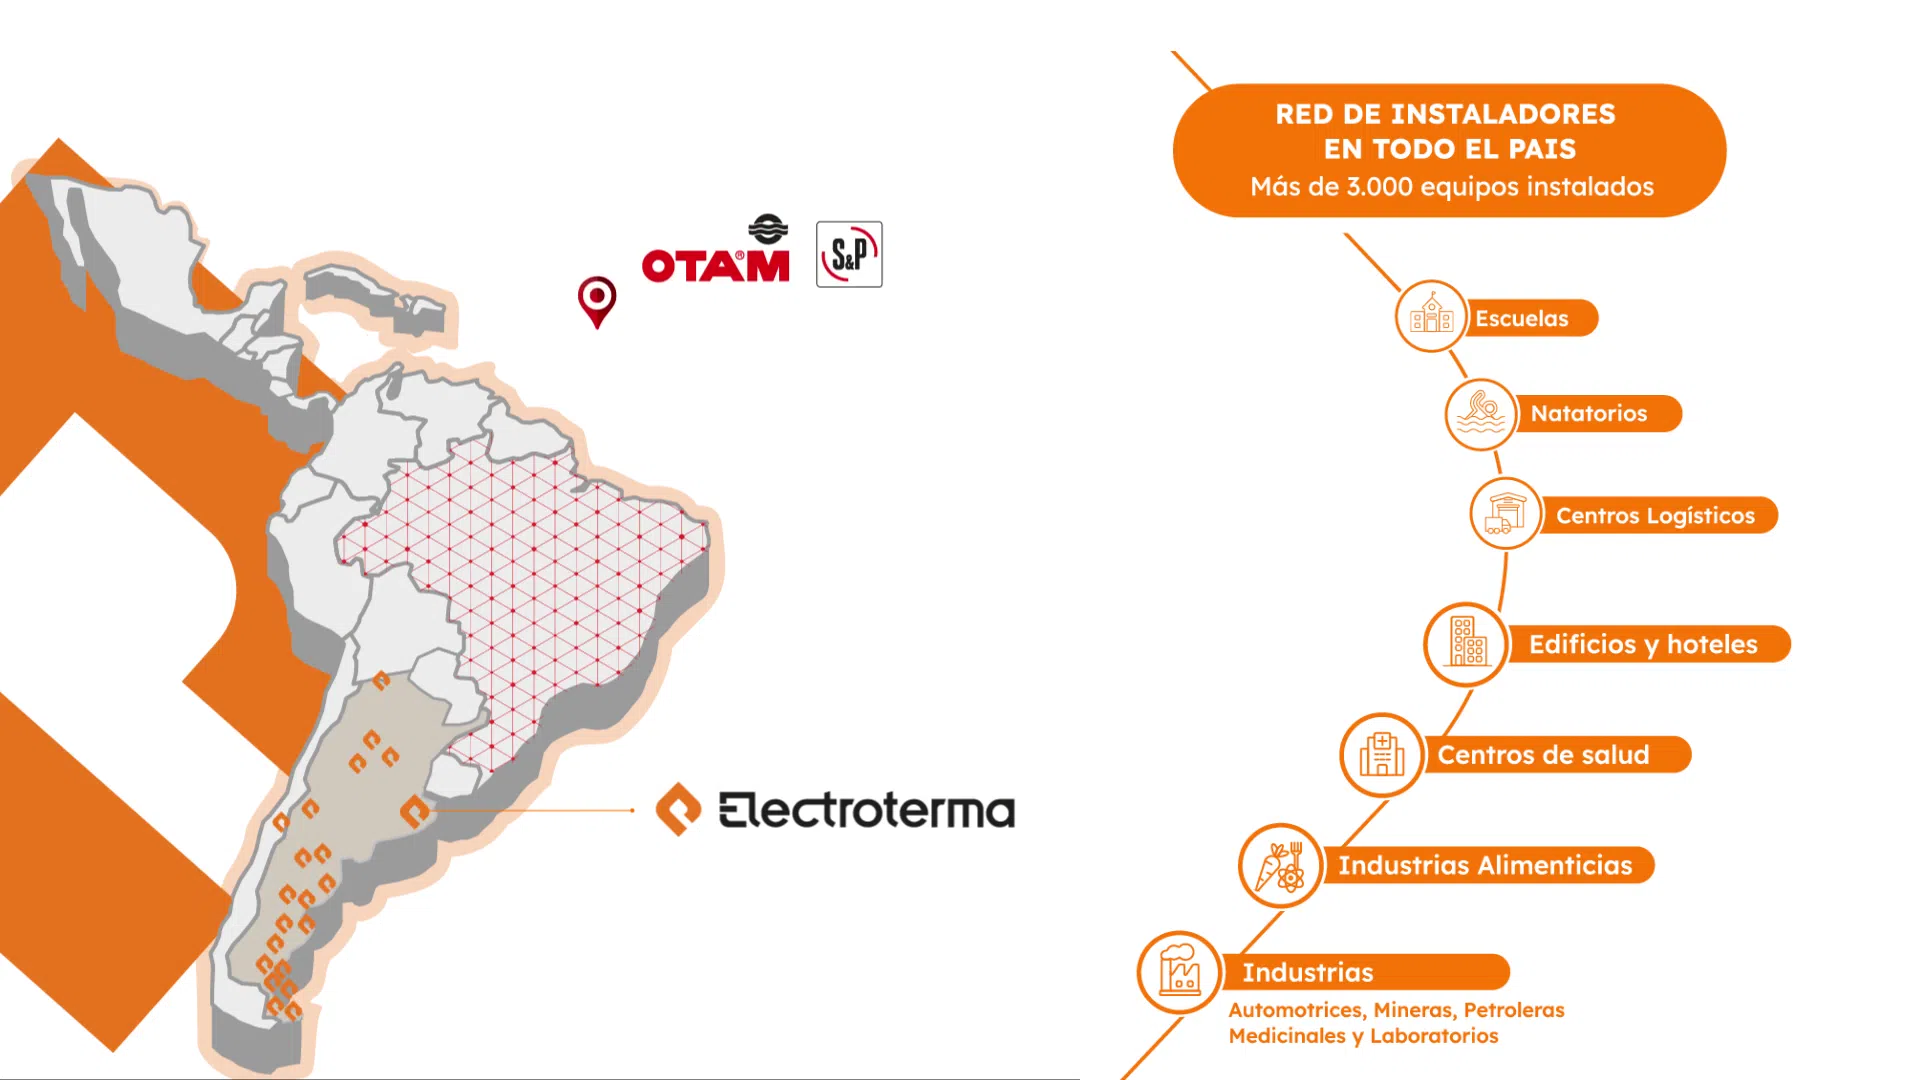 OTAM®
S&P
Electroterma
RED DE INSTALADORES
EN TODO EL PAIS
Más de 3.000 equipos instalados
Escuelas
Natatorios
Centros Logísticos
Edificios y hoteles
Centros de salud
Industrias Alimenticias
Industrias
Automotrices, Mineras, Petroleras
Medicinales y Laboratorios